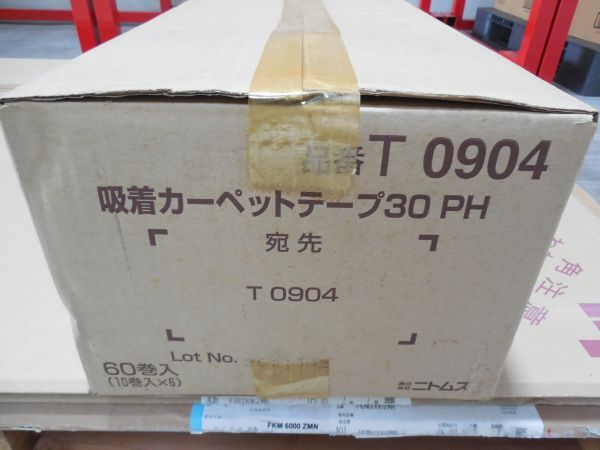 品番 T 0904
吸着カーペットテープ30 PH
宛先
T 0904
Lot No.
60巻入
(10巻入×6)
株式会社 ニトムズ
FKM 6000 ZMN